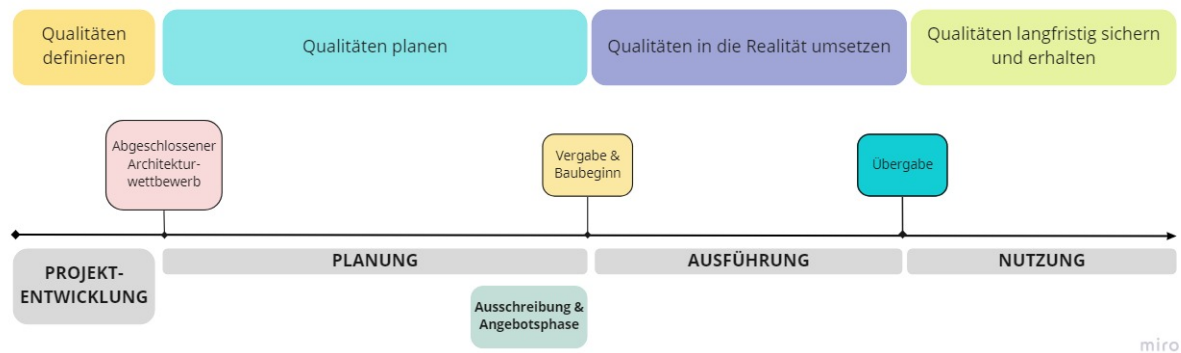 Qualitäten
definieren
Qualitäten planen
Qualitäten in die Realität umsetzen
Qualitäten langfristig sichern
und erhalten
Abgeschlossener
Architektur-
wettbewerb
Vergabe &
Baubeginn
Übergabe
PROJEKT-
ENTWICKLUNG
PLANUNG
AUSFÜHRUNG
NUTZUNG
Ausschreibung &
Angebotsphase
miro